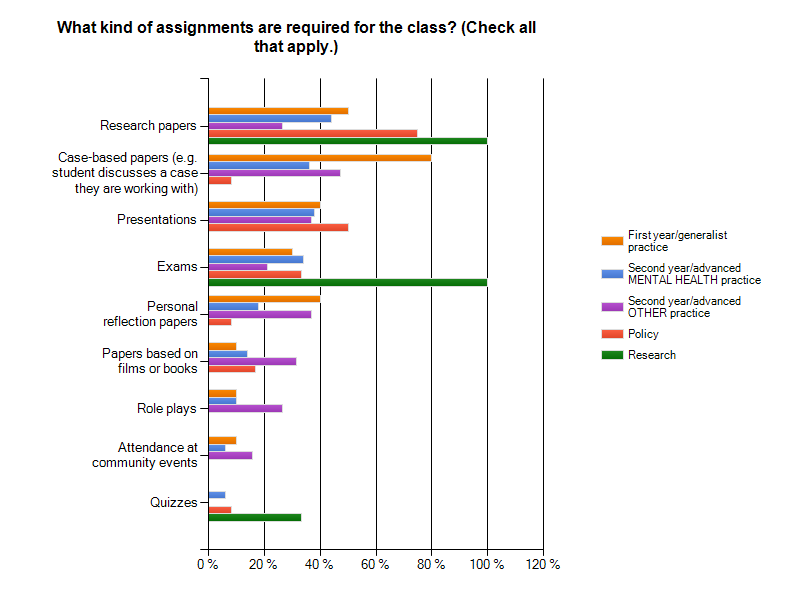 What kind of assignments are required for the class? (Check all
that apply.)
Research papers
Case-based papers (e.g.
student discusses a case
they are working with)
Presentations
Exams
Personal
reflection papers
Papers based on
films or books
Role plays
Attendance at
community events
Quizzes
0 % 20 % 40 % 60 % 80 % 100 % 120 %
First year/generalist
practice
Second year/advanced
MENTAL HEALTH practice
Second year/advanced
OTHER practice
Policy
Research